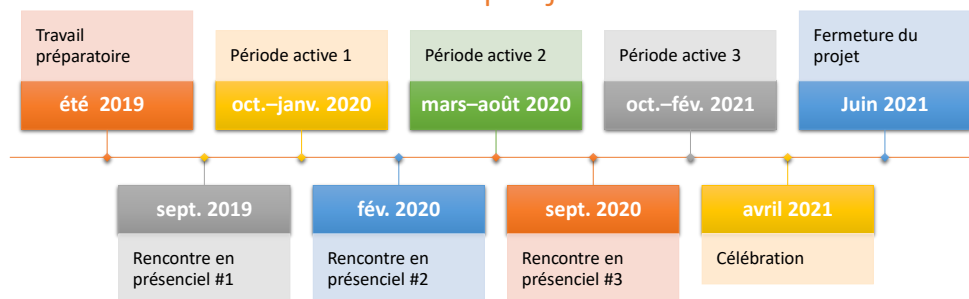 Travail
préparatoire
été 2019
Période active 1
oct.–janv. 2020
Période active 2
mars–août 2020
Période active 3
oct.–fév. 2021
Fermeture du
projet
Juin 2021
sept. 2019
Rencontre en
présenciel #1
fév. 2020
Rencontre en
présenciel #2
sept. 2020
Rencontre en
présenciel #3
avril 2021
Célébration